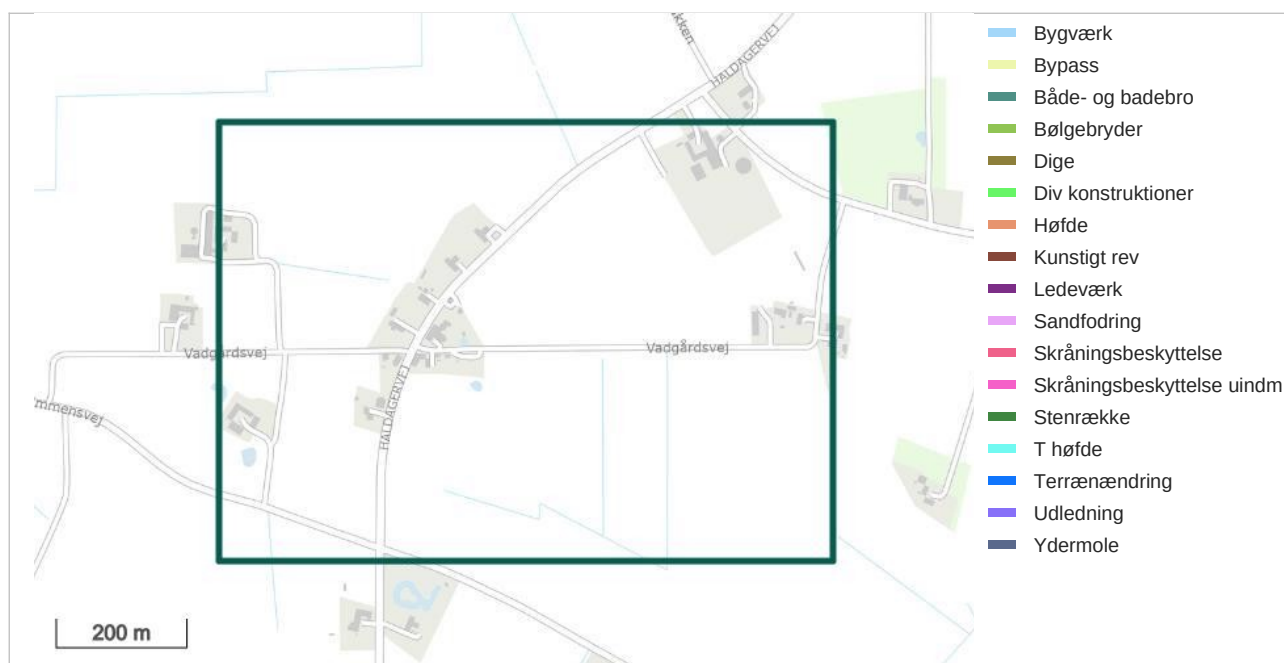 HALDAGERVEJ
Vadgårdsvej
Vadgårdsvej
HALDAGERVEJ
mmensvej
200 m
Bygværk
Bypass
Både- og badebro
Bølgebryder
Dige
Div konstruktioner
Høfde
Kunstigt rev
Ledeværk
Sandfodring
Skråningsbeskyttelse
Skråningsbeskyttelse uindm
Stenrække
T høfde
Terrænændring
Udledning
Ydermole